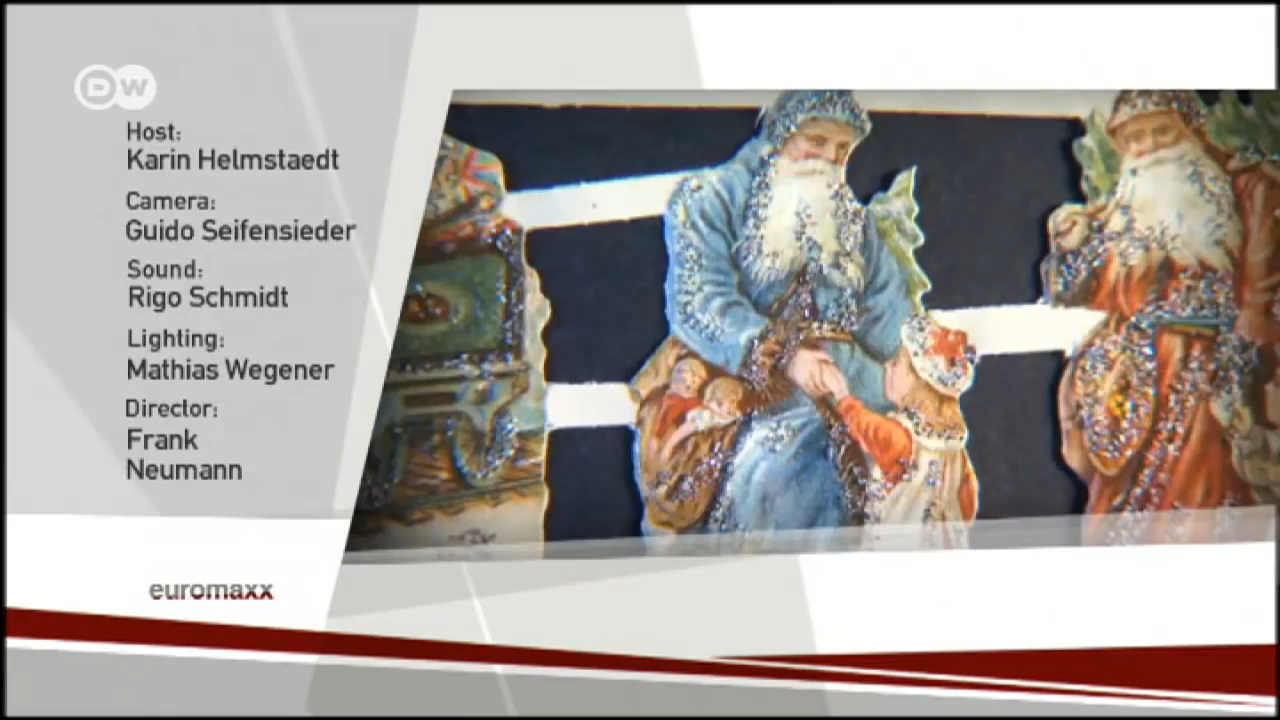 DW
Host:
Karin Helmstaedt
Camera:
Guido Seifensieder
Sound:
Rigo Schmidt
Lighting:
Mathias Wegener
Director:
Frank
Neumann
euromaxx